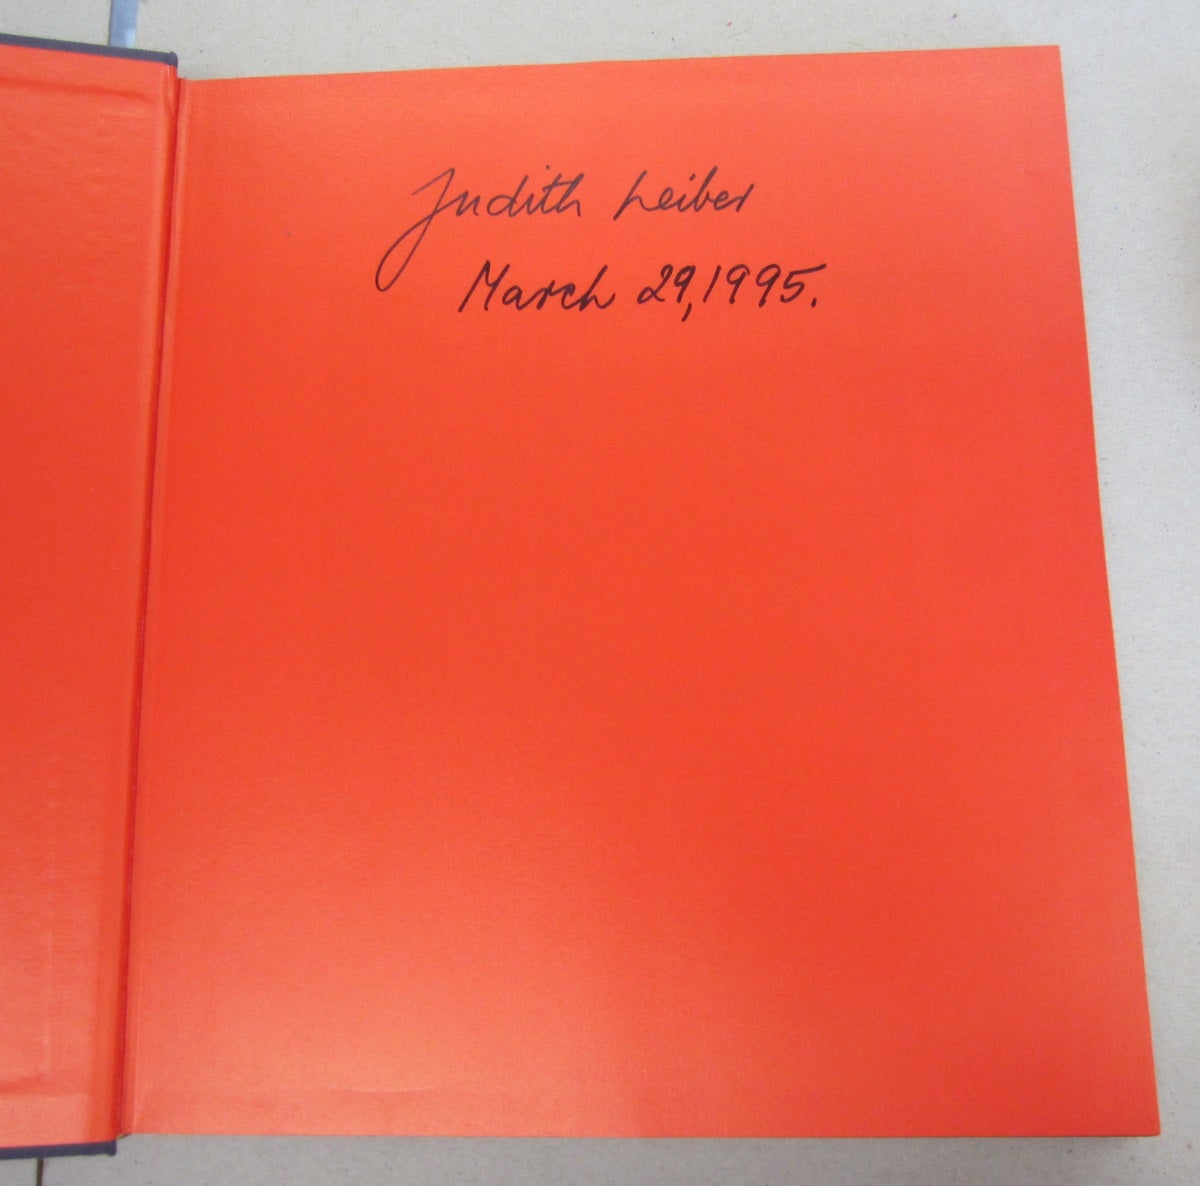 Judith Leiber
March 29, 1995.